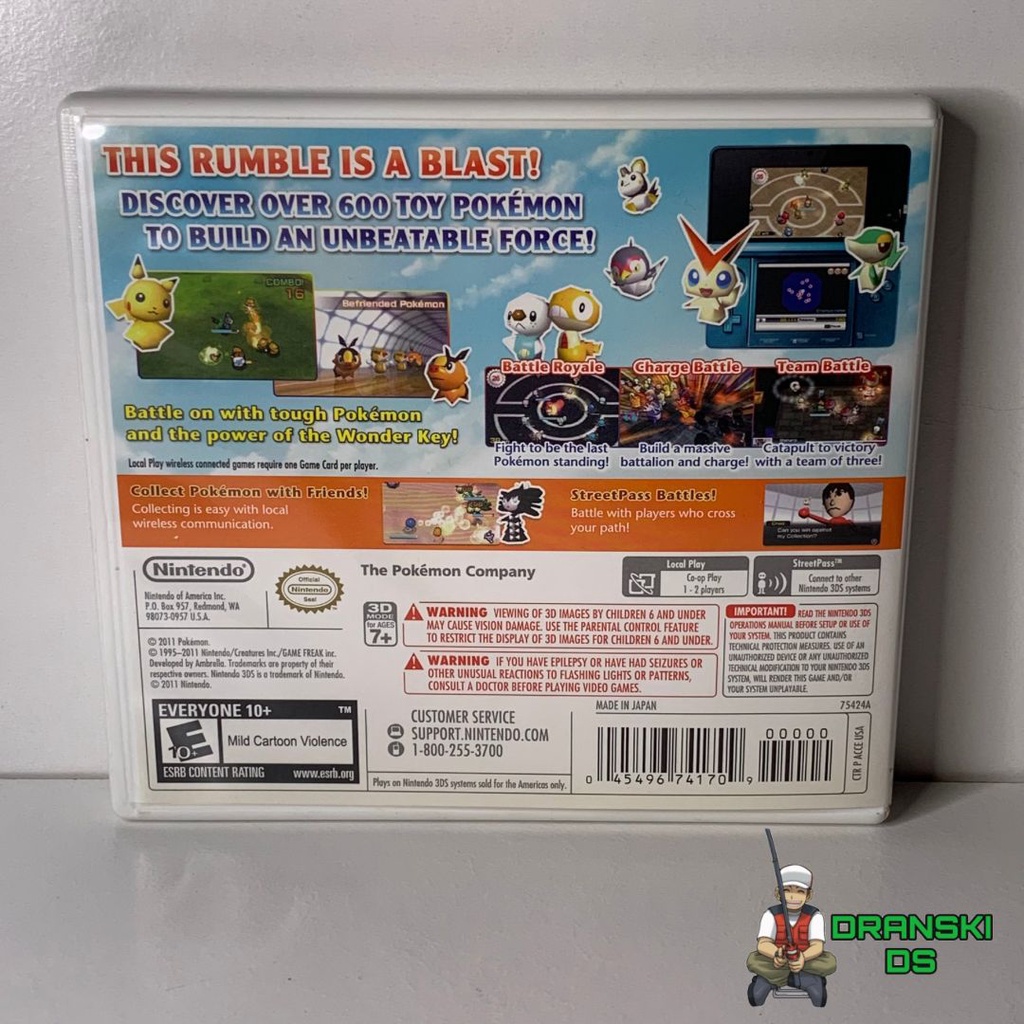 THIS RUMBLE IS A BLAST!
DISCOVER OVER 600 TOY POKÉMON
TO BUILD AN UNBEATABLE FORCE!
COMBO!
16
Befriended Pokémon
Battle on with tough Pokémon
and the power of the Wonder Key!
Local Play wireless connected games require one Game Card per player.
Battle Royale
Fight to be the last
Pokémon standing!
Charge Battle
Build a massive
battalion and charge!
Team Battle
Catapult to victory
with a team of three!
Collect Pokémon with Friends!
Collecting is easy with local
wireless communication.
StreetPass Battles!
Battle with players who cross
your path!
Can you win against
my Collection?
Nintendo
Nintendo of America Inc.
P.O. Box 957, Redmond, WA
98073-0957 U.S.A.
Official
Nintendo
Seal
The Pokémon Company
Local Play
Co-op Play
1 - 2 players
StreetPass™
Connect to other
Nintendo 3DS systems
© 2011 Pokémon.
© 1995–2011 Nintendo/Creatures Inc./GAME FREAK inc.
Developed by Ambrella. Trademarks are property of their
respective owners. Nintendo 3DS is a trademark of Nintendo.
© 2011 Nintendo.
3D
MODE
for AGES
7+
WARNING VIEWING OF 3D IMAGES BY CHILDREN 6 AND UNDER
MAY CAUSE VISION DAMAGE. USE THE PARENTAL CONTROL FEATURE
TO RESTRICT THE DISPLAY OF 3D IMAGES FOR CHILDREN 6 AND UNDER.
WARNING IF YOU HAVE EPILEPSY OR HAVE HAD SEIZURES OR
OTHER UNUSUAL REACTIONS TO FLASHING LIGHTS OR PATTERNS,
CONSULT A DOCTOR BEFORE PLAYING VIDEO GAMES.
IMPORTANT! READ THE NINTENDO 3DS
OPERATIONS MANUAL BEFORE SETUP OR USE OF
YOUR SYSTEM. THIS PRODUCT CONTAINS
TECHNICAL PROTECTION MEASURES. USE OF AN
UNAUTHORIZED DEVICE OR ANY UNAUTHORIZED
TECHNICAL MODIFICATION TO YOUR NINTENDO 3DS
SYSTEM, WILL RENDER THIS GAME AND/OR
YOUR SYSTEM UNPLAYABLE.
EVERYONE 10+ ™
E
10+
Mild Cartoon Violence
ESRB CONTENT RATING www.esrb.org
CUSTOMER SERVICE
SUPPORT.NINTENDO.COM
1-800-255-3700
Plays on Nintendo 3DS systems sold for the Americas only.
MADE IN JAPAN
75424A
00000
0 45496 74170 9
CTR P ACCE USA
DRANSKI
DS